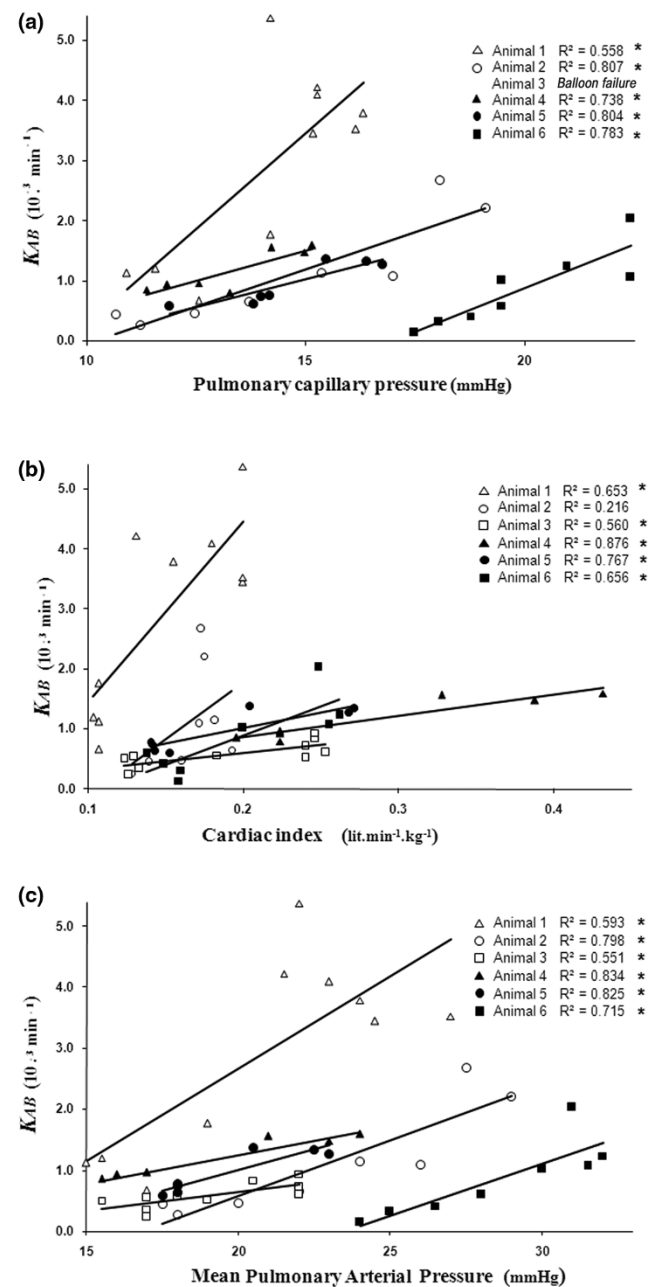 (a)
5.0
4.0
3.0
2.0
1.0
0.0
KAB (10⁻³ min⁻¹)
△ Animal 1 R² = 0.558 *
○ Animal 2 R² = 0.807 *
Animal 3 Balloon failure
▲ Animal 4 R² = 0.738 *
● Animal 5 R² = 0.804 *
■ Animal 6 R² = 0.783 *
10 15 20
Pulmonary capillary pressure (mmHg)
(b)
5.0
4.0
3.0
2.0
1.0
0.0
KAB (10⁻³ min⁻¹)
△ Animal 1 R² = 0.653 *
○ Animal 2 R² = 0.216
□ Animal 3 R² = 0.560 *
▲ Animal 4 R² = 0.876 *
● Animal 5 R² = 0.767 *
■ Animal 6 R² = 0.656 *
0.1 0.2 0.3 0.4
Cardiac index (lit.min⁻¹.kg⁻¹)
(c)
5.0
4.0
3.0
2.0
1.0
0.0
KAB (10⁻³ min⁻¹)
△ Animal 1 R² = 0.593 *
○ Animal 2 R² = 0.798 *
□ Animal 3 R² = 0.551 *
▲ Animal 4 R² = 0.834 *
● Animal 5 R² = 0.825 *
■ Animal 6 R² = 0.715 *
15 20 25 30
Mean Pulmonary Arterial Pressure (mmHg)